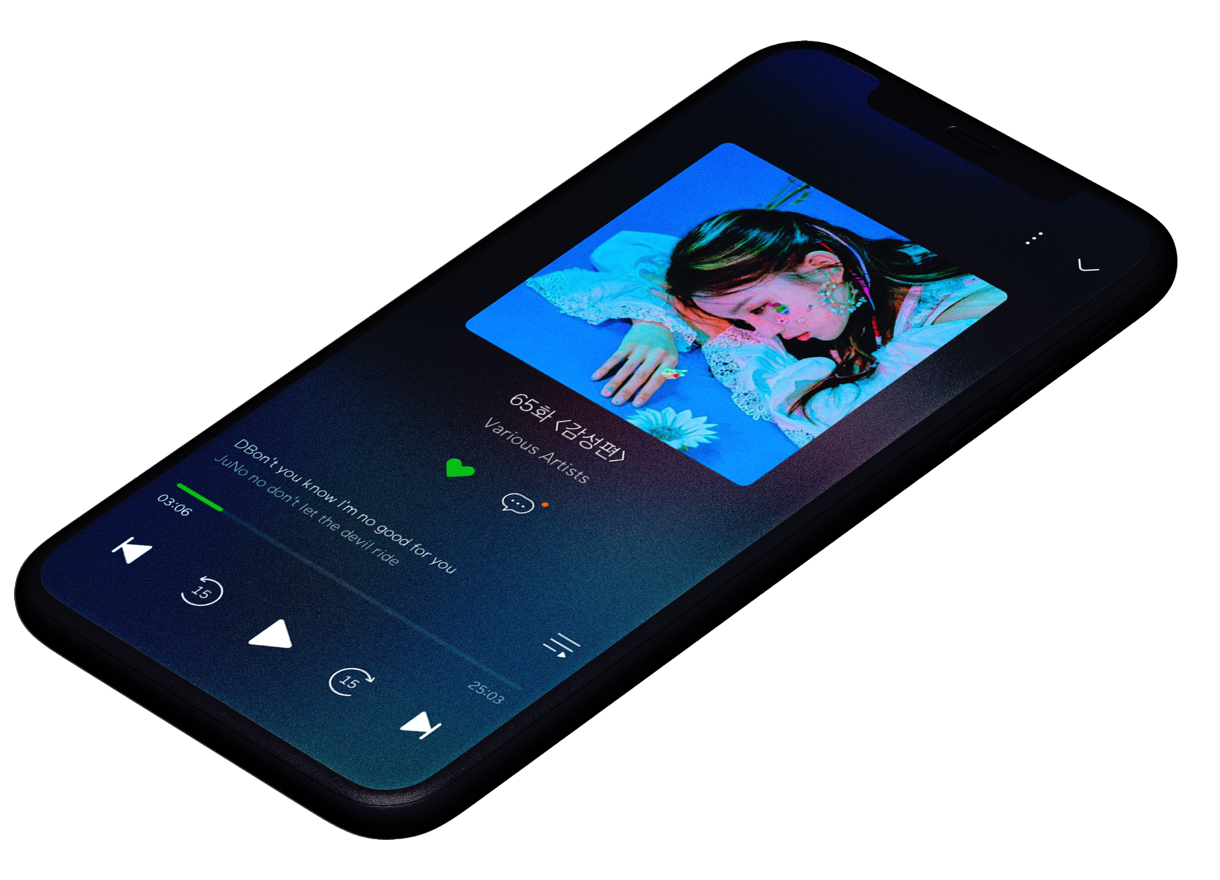 65화 <감성편>
Various Artists
DBon't you know I'm no good for you
JuNo no don't let the devil ride
03:06
25:03
15
15